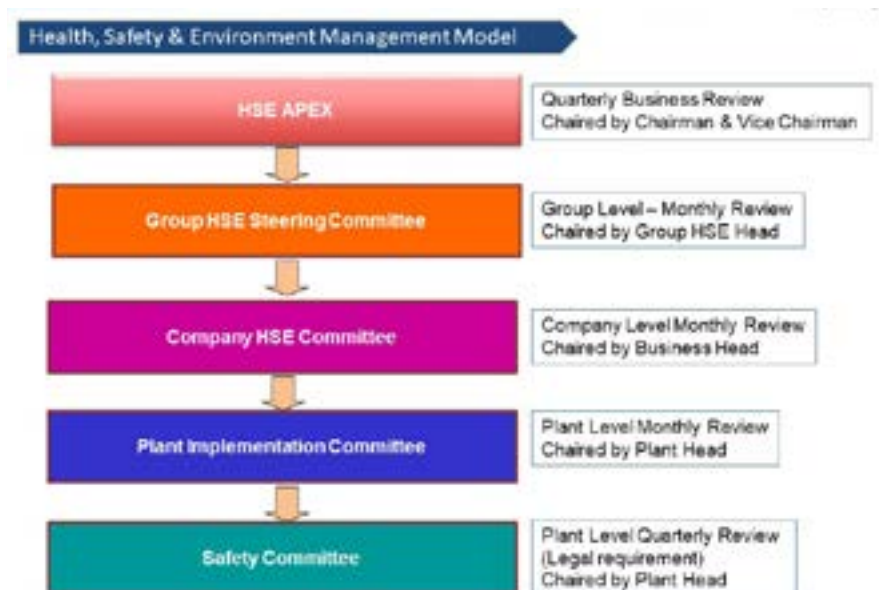 Health, Safety & Environment Management Model
HSE APEX
Quarterly Business Review
Chaired by Chairman & Vice Chairman
Group HSE Steering Committee
Group Level – Monthly Review
Chaired by Group HSE Head
Company HSE Committee
Company Level Monthly Review
Chaired by Business Head
Plant Implementation Committee
Plant Level Monthly Review
Chaired by Plant Head
Safety Committee
Plant Level Quarterly Review
(Legal requirement)
Chaired by Plant Head